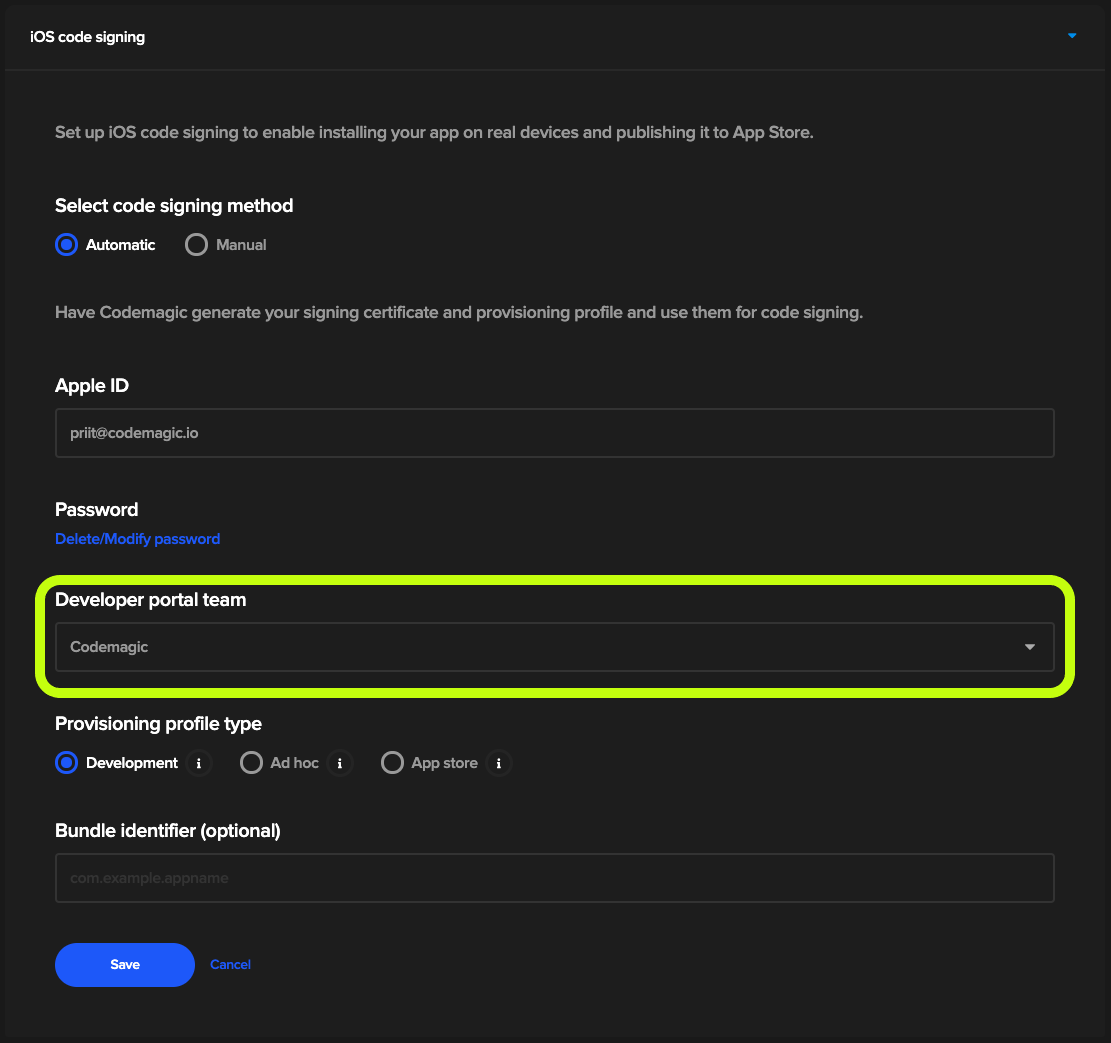 iOS code signing
Set up iOS code signing to enable installing your app on real devices and publishing it to App Store.
Select code signing method
Automatic Manual
Have Codemagic generate your signing certificate and provisioning profile and use them for code signing.
Apple ID
priit@codemagic.io
Password
Delete/Modify password
Developer portal team
Codemagic
Provisioning profile type
Development i Ad hoc i App store i
Bundle identifier (optional)
com.example.appname
Save Cancel